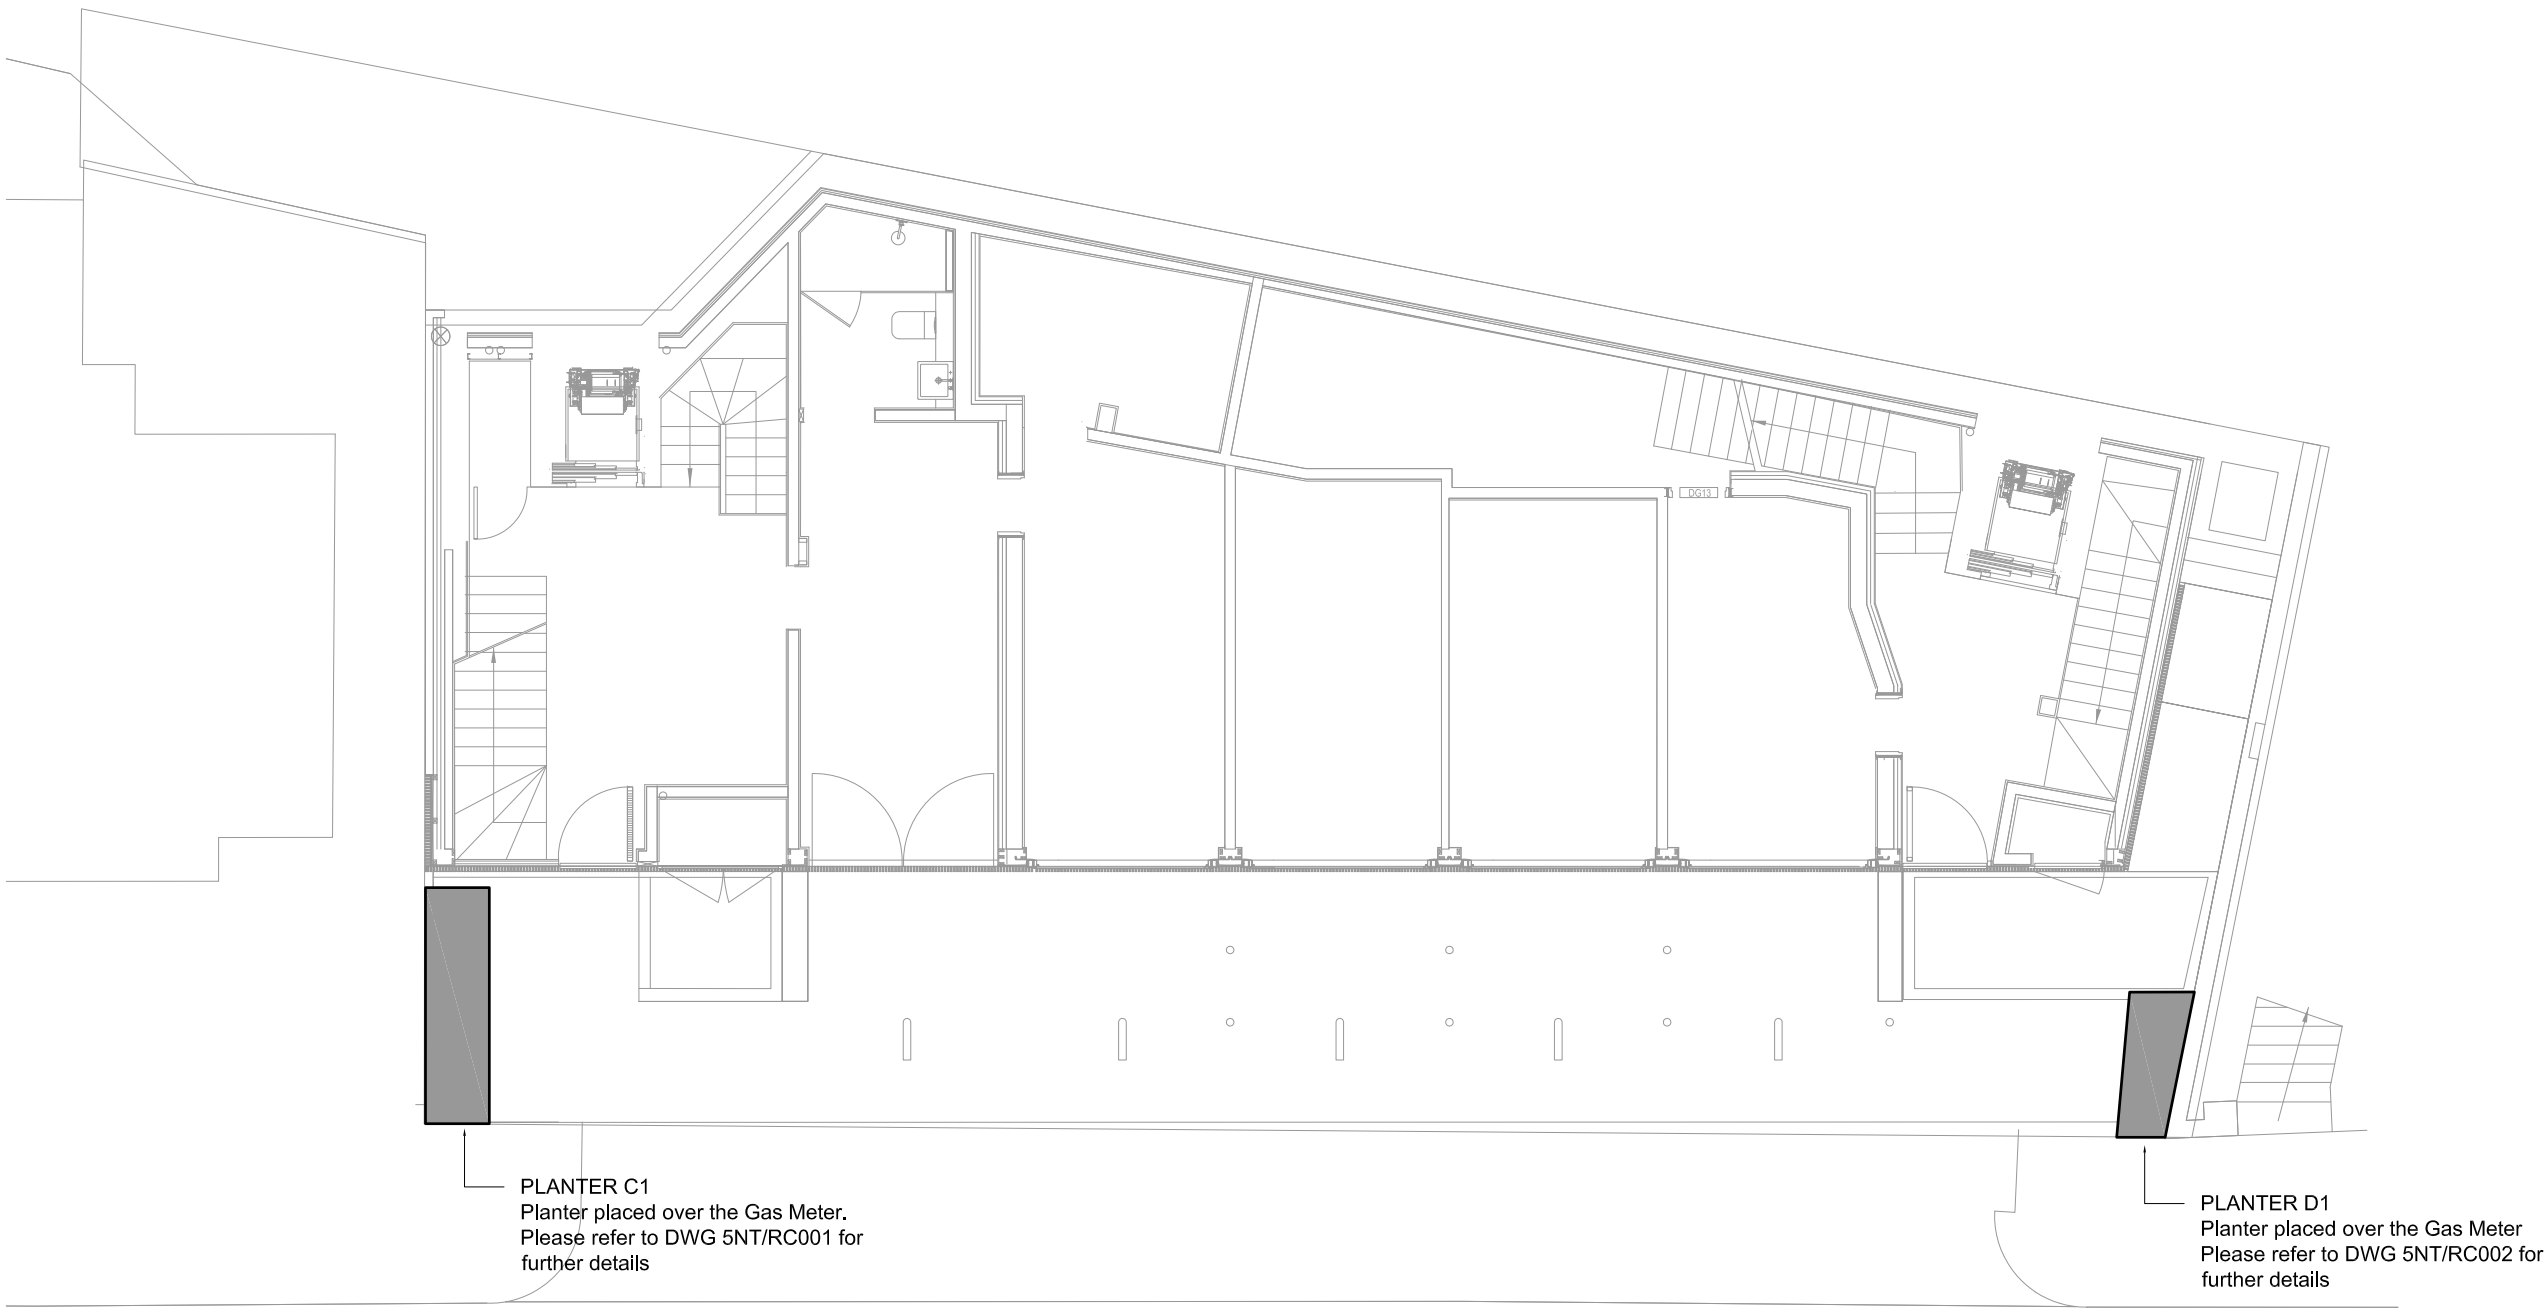 DG13
PLANTER C1
Planter placed over the Gas Meter.
Please refer to DWG 5NT/RC001 for
further details
PLANTER D1
Planter placed over the Gas Meter
Please refer to DWG 5NT/RC002 for
further details